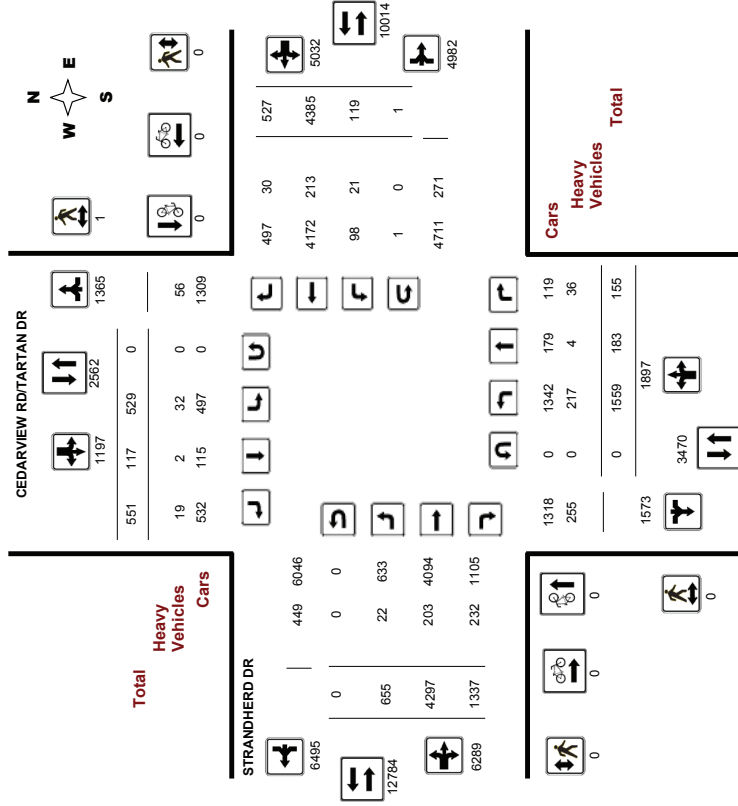 N
W E
S
CEDARVIEW RD/TARTAN DR
1197
2562
1365
1
0
0
0
551 117 529 0
19 2 32 0 56
532 115 497 0 1309
Total
Heavy
Vehicles
Cars
5032
10014
4982
497 30 527
4172 213 4385
98 21 119
1 0 1
4711 271
STRANDHERD DR
6495
12784
6289
449 6046
0 0 0
655 22 633
4297 203 4094
1337 232 1105
Cars
Heavy
Vehicles
Total
1318 0 1342 179 119
255 0 217 4 36
0 1559 183 155
1573
3470
1897
0
0
0
0